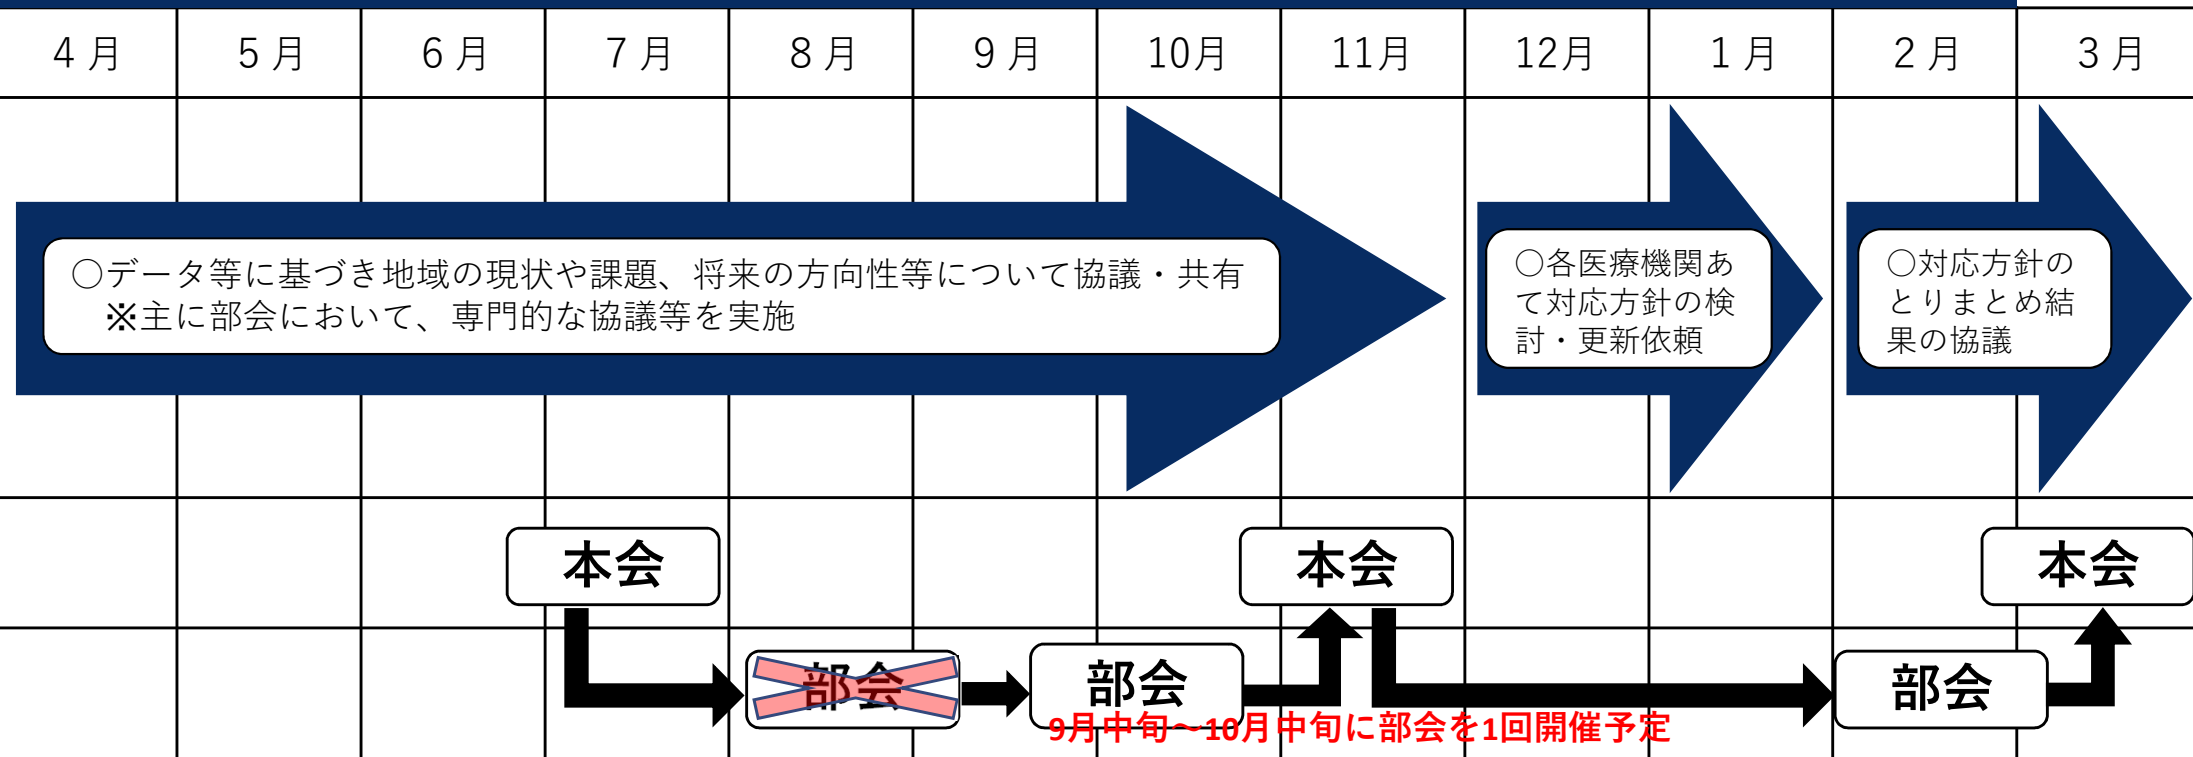 4月 5月 6月 7月 8月 9月 10月 11月 12月 1月 2月 3月
○データ等に基づき地域の現状や課題、将来の方向性等について協議・共有
※主に部会において、専門的な協議等を実施
○各医療機関あ
て対応方針の検
討・更新依頼
○対応方針の
とりまとめ結
果の協議
本会 本会 本会
部会 部会 部会
9月中旬~10月中旬に部会を1回開催予定